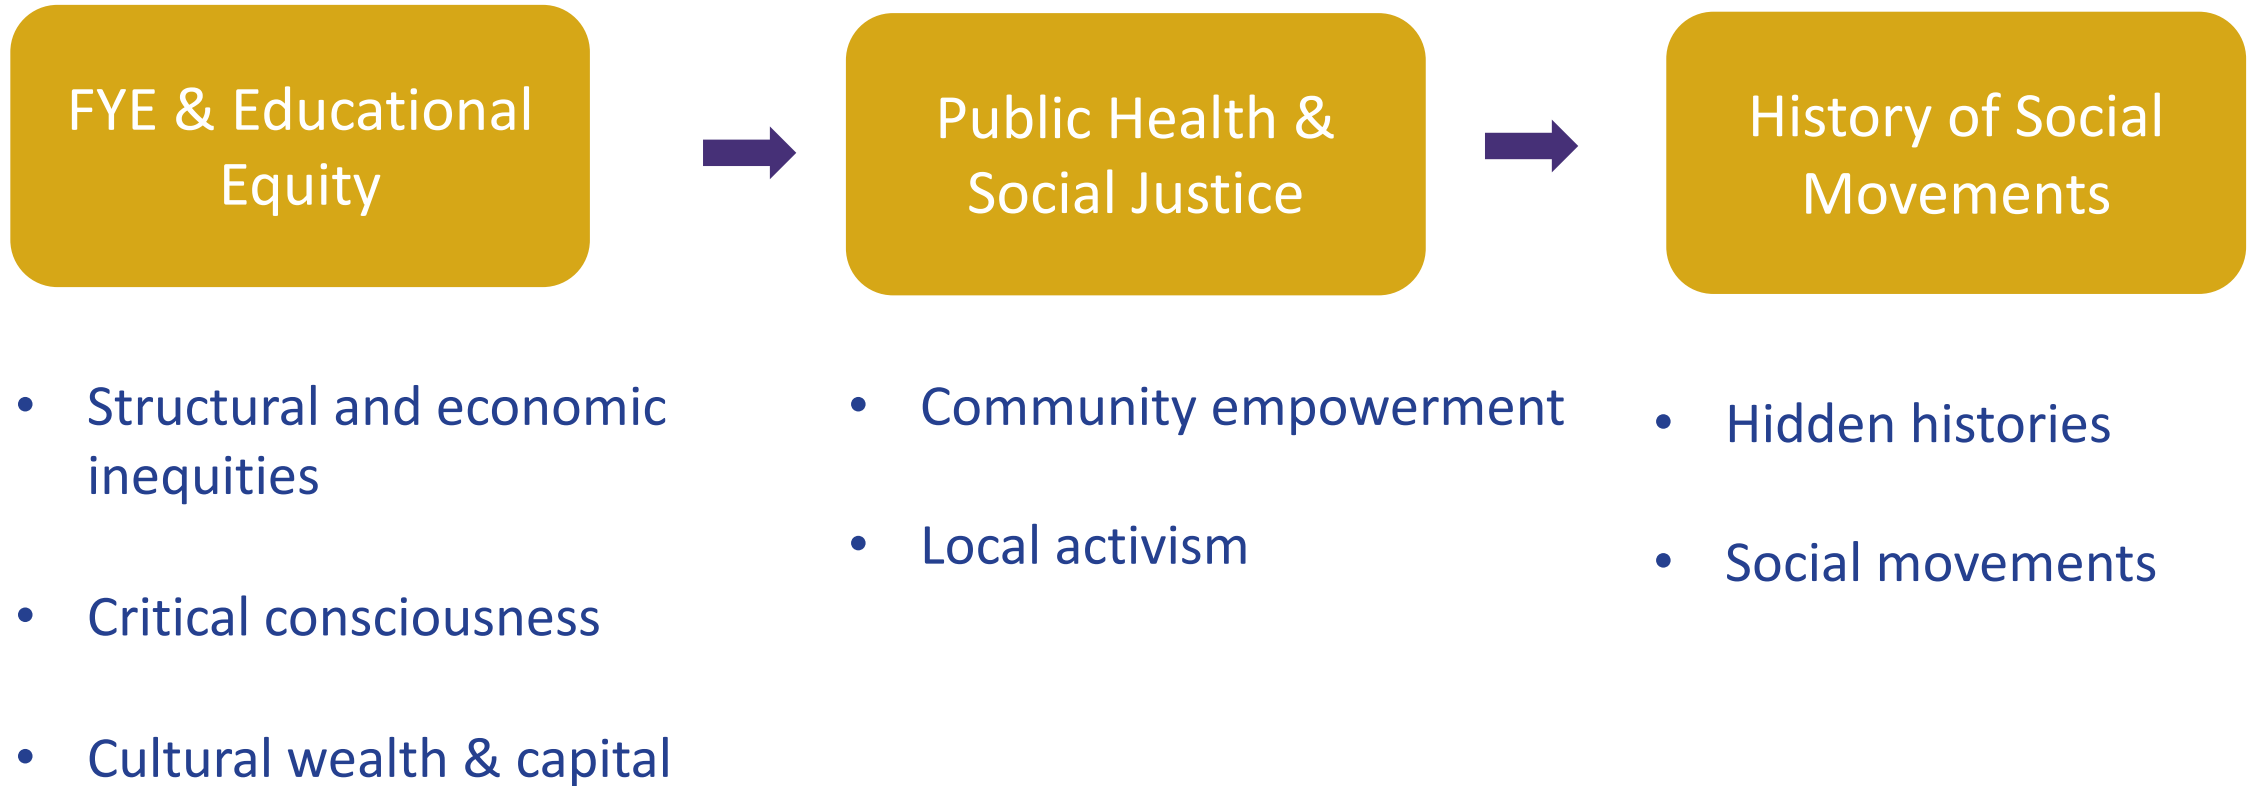 FYE & Educational
Equity
Public Health &
Social Justice
History of Social
Movements
• Structural and economic
inequities
• Critical consciousness
• Cultural wealth & capital
• Community empowerment
• Local activism
• Hidden histories
• Social movements